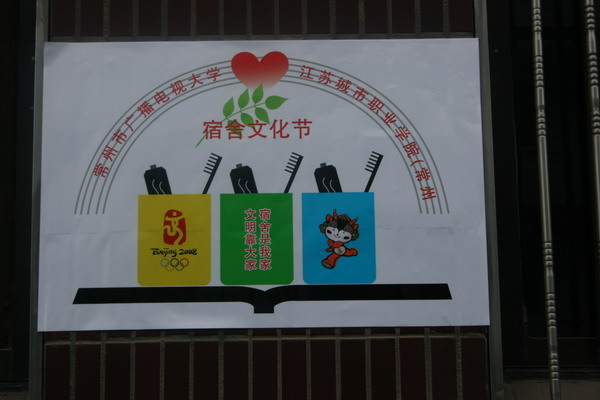 常州市广播电视大学
江苏城市职业学院(常州
宿舍文化节
Beijing 2008
宿舍是我家
文明靠大家